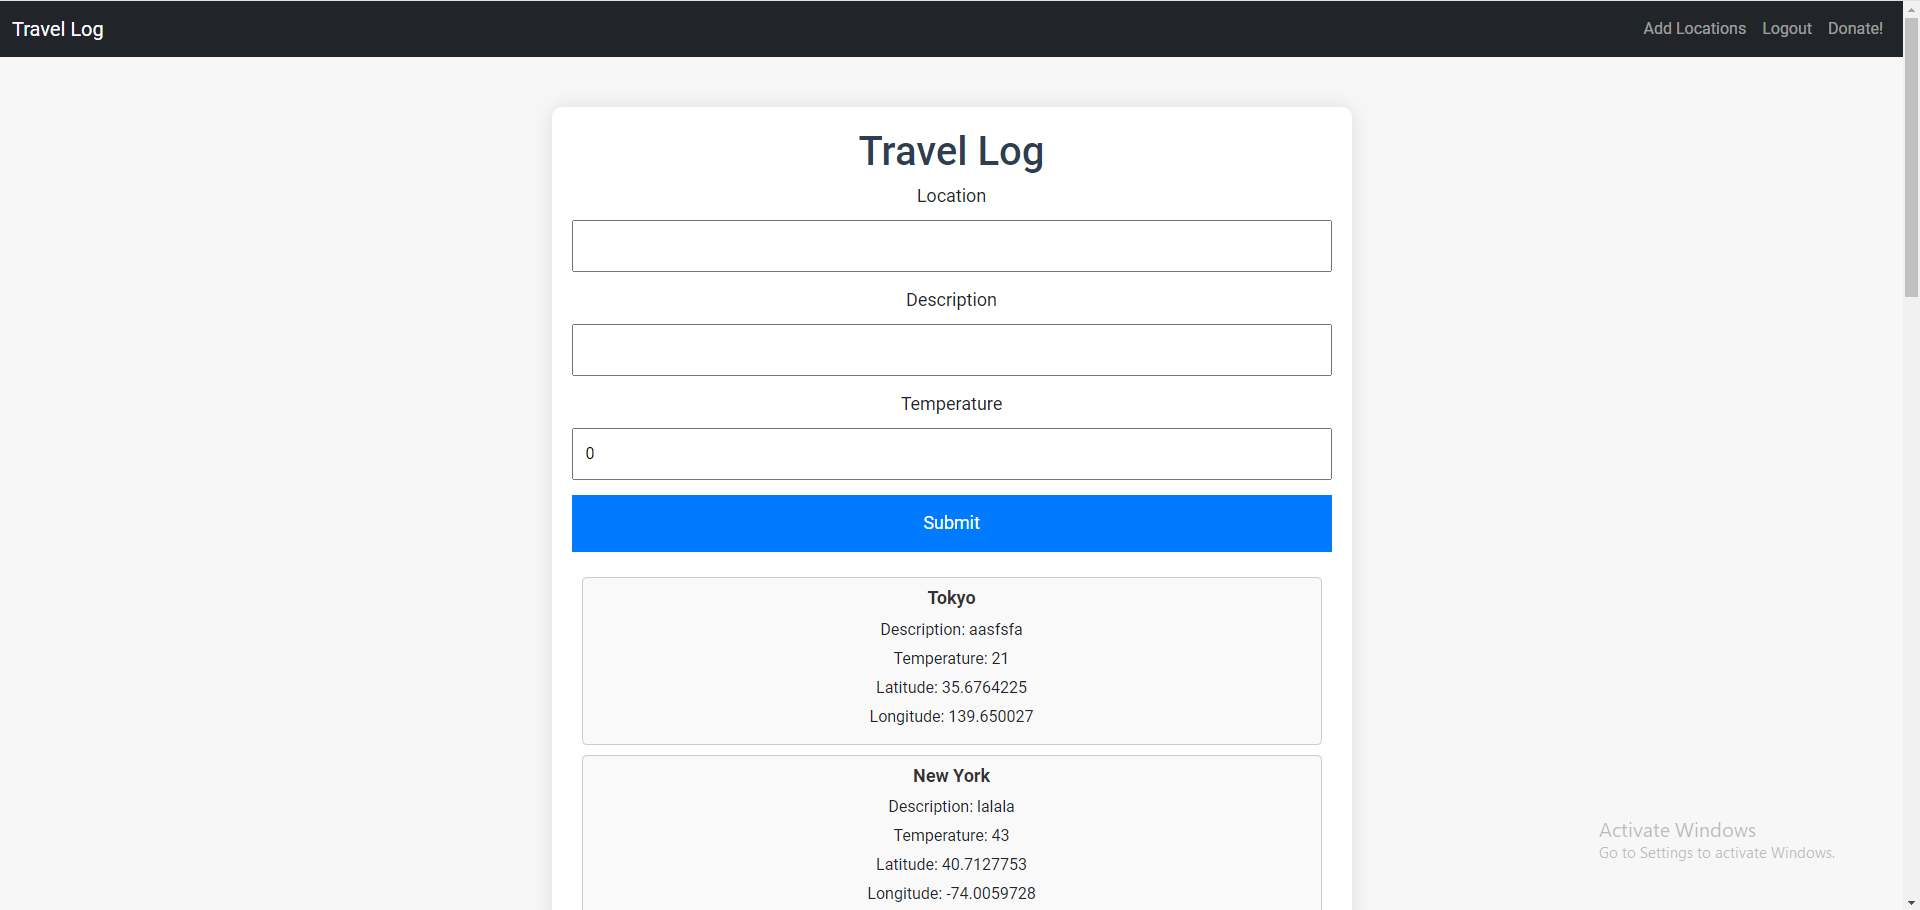 Travel Log
Add Locations Logout Donate!
Travel Log
Location
Description
Temperature
0
Submit
Tokyo
Description: aasfsfa
Temperature: 21
Latitude: 35.6764225
Longitude: 139.650027
New York
Description: lalala
Temperature: 43
Latitude: 40.7127753
Longitude: -74.0059728
Activate Windows
Go to Settings to activate Windows.